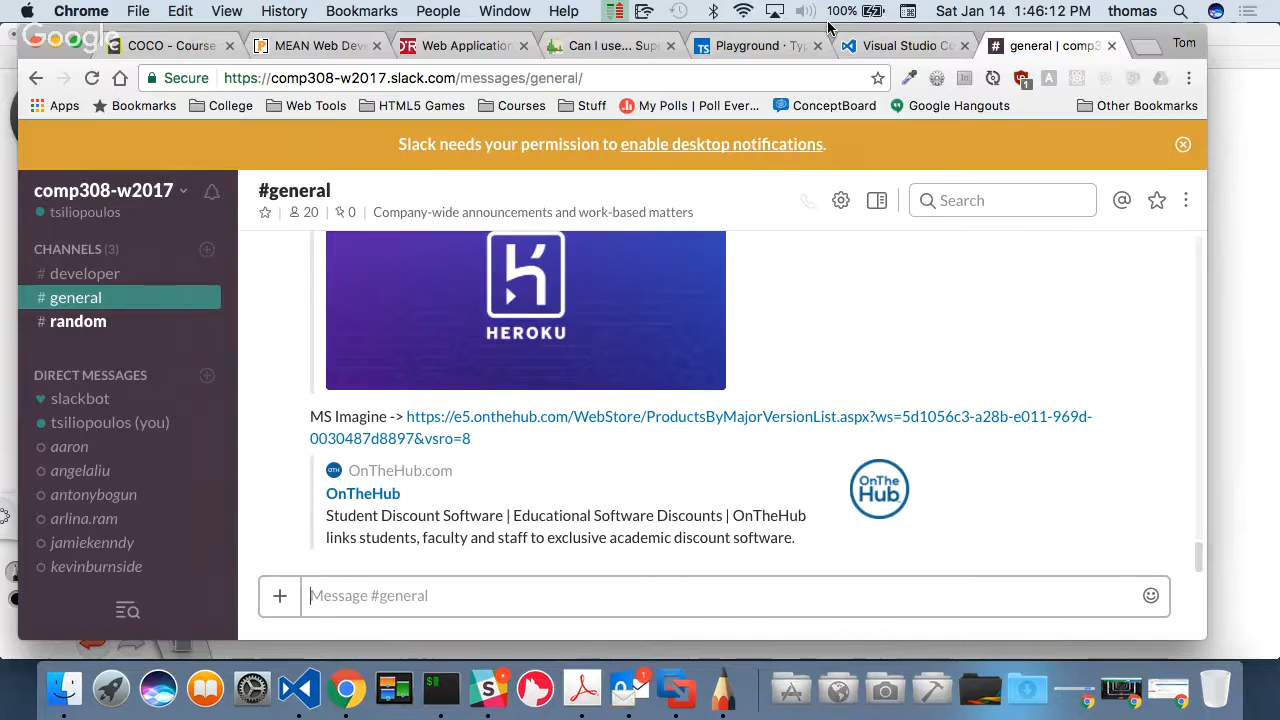 Chrome File Edit View History Bookmarks People Window Help 100% Sat Jan 14 1:46:12 PM thomas
Google
COCO - Course MEAN Web Dev Web Application Can I use... Sup Playground · Ty Visual Studio Co general | comp3 Tom
Secure https://comp308-w2017.slack.com/messages/general/
Apps Bookmarks College Web Tools HTML5 Games Courses Stuff My Polls | Poll Ever... ConceptBoard Google Hangouts Other Bookmarks
Slack needs your permission to enable desktop notifications.
comp308-w2017
tsiliopoulos
CHANNELS (3)
# developer
# general
# random
DIRECT MESSAGES
slackbot
tsiliopoulos (you)
aaron
angelaliu
antonybogun
arlina.ram
jamiekenndy
kevinburnside
#general
20 0 Company-wide announcements and work-based matters
Search
HEROKU
MS Imagine -> https://e5.onthehub.com/WebStore/ProductsByMajorVersionList.aspx?ws=5d1056c3-a28b-e011-969d-
0030487d8897&vsro=8
OTH OnTheHub.com
OnTheHub
Student Discount Software | Educational Software Discounts | OnTheHub
links students, faculty and staff to exclusive academic discount software.
OnThe
Hub
Message #general